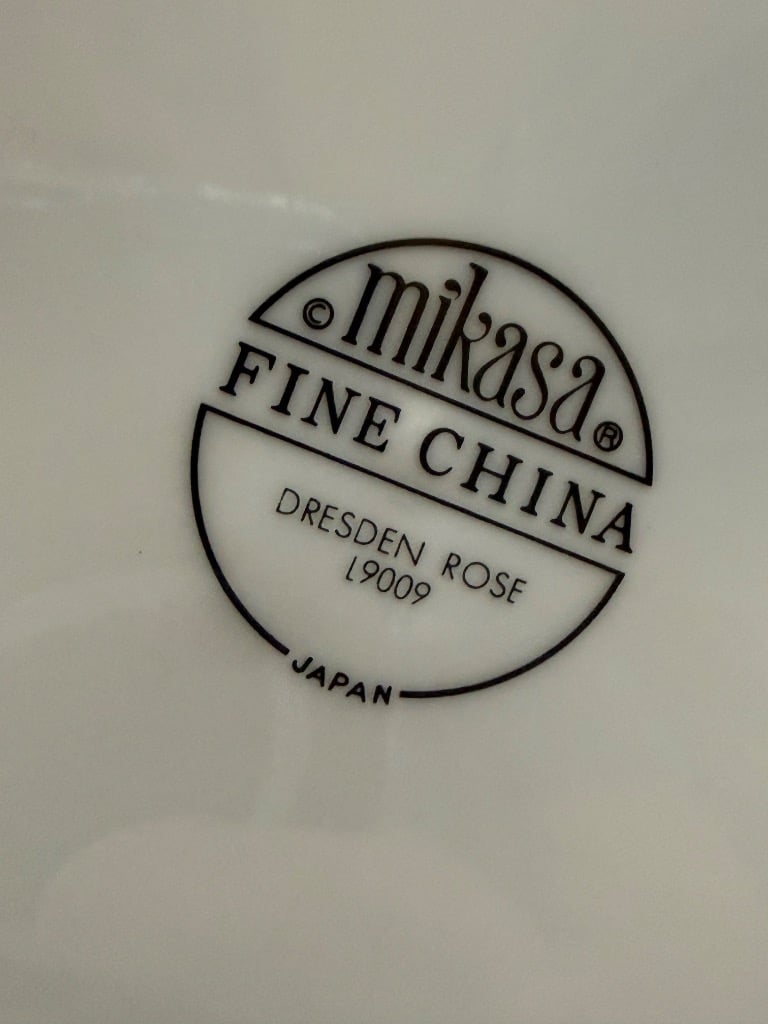 © mikasa ®
FINE CHINA
DRESDEN ROSE
L9009
JAPAN